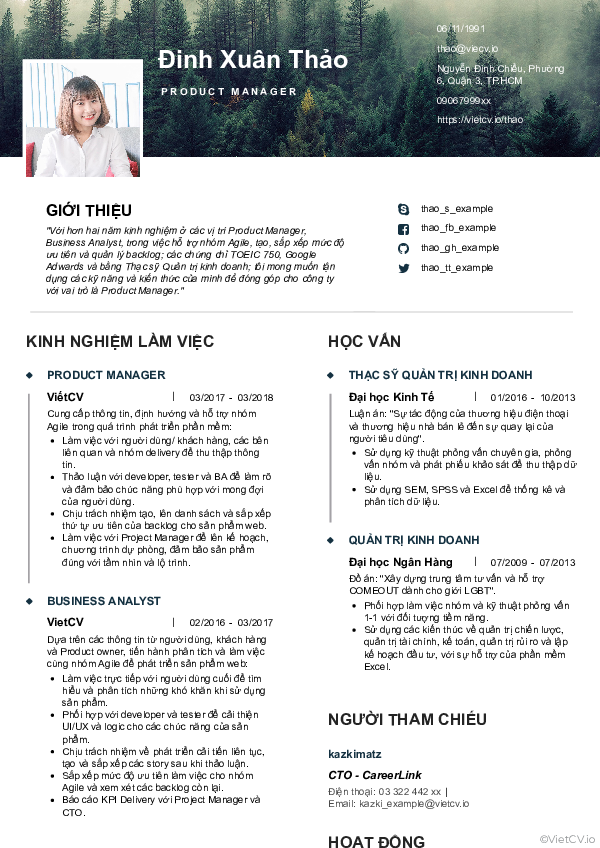 Đinh Xuân Thảo
PRODUCT MANAGER
06/11/1991
thao@viecv.io
Nguyễn Đình Chiểu, Phường
6, Quận 3, TP.HCM
09067999xx
https://vietcv.io/thao
GIỚI THIỆU
"Với hơn hai năm kinh nghiệm ở các vị trí Product Manager,
Business Analyst, trong việc hỗ trợ nhóm Agile, tạo, sắp xếp mức độ
ưu tiên và quản lý backlog; các chứng chỉ TOEIC 750, Google
Adwards và bằng Thạc sỹ Quản trị kinh doanh; tôi mong muốn tận
dụng các kỹ năng và kiến thức của mình để đóng góp cho công ty
với vai trò là Product Manager."
thao_s_example
thao_fb_example
thao_gh_example
thao_tt_example
KINH NGHIỆM LÀM VIỆC
PRODUCT MANAGER
ViếtCV | 03/2017 - 03/2018
Cung cấp thông tin, định hướng và hỗ trợ nhóm
Agile trong quá trình phát triển phần mềm:
• Làm việc với người dùng/ khách hàng, các bên
liên quan và nhóm delivery để thu thập thông
tin.
• Thảo luận với developer, tester và BA để làm rõ
và đảm bảo chức năng phù hợp với mong đợi
của người dùng.
• Chịu trách nhiệm tạo, lên danh sách và sắp xếp
thứ tự ưu tiên của backlog cho sản phẩm web.
• Làm việc với Project Manager để lên kế hoạch,
chương trình dự phòng, đảm bảo sản phẩm
đúng với tầm nhìn và lộ trình.
BUSINESS ANALYST
VietCV | 02/2016 - 03/2017
Dựa trên các thông tin từ người dùng, khách hàng
và Product owner, tiến hành phân tích và làm việc
cùng nhóm Agile để phát triển sản phẩm web:
• Làm việc trực tiếp với người dùng cuối để tìm
hiểu và phân tích những khó khăn khi sử dụng
sản phẩm.
• Phối hợp với developer và tester để cải thiện
UI/UX và logic cho các chức năng của sản
phẩm.
• Chịu trách nhiệm về phát triển cải tiến liên tục,
tạo và sắp xếp các story sau khi thảo luận.
• Sắp xếp mức độ ưu tiên làm việc cho nhóm
Agile và xem xét các backlog còn lại.
• Báo cáo KPI Delivery với Project Manager và
CTO.
HỌC VẤN
THẠC SỸ QUẢN TRỊ KINH DOANH
Đại học Kinh Tế | 01/2016 - 10/2013
Luận án: "Sự tác động của thương hiệu điện thoại
và thương hiệu nhà bán lẻ đến sự quay lại của
người tiêu dùng".
• Sử dụng kỹ thuật phỏng vấn chuyên gia, phỏng
vấn nhóm và phát phiếu khảo sát để thu thập dữ
liệu.
• Sử dụng SEM, SPSS và Excel để thống kê và
phân tích dữ liệu.
QUẢN TRỊ KINH DOANH
Đại học Ngân Hàng | 07/2009 - 07/2013
Đồ án: "Xây dựng trung tâm tư vấn và hỗ trợ
COMEOUT dành cho giới LGBT".
• Phối hợp làm việc nhóm và kỹ thuật phỏng vấn
1-1 với đối tượng tiềm năng.
• Sử dụng các kiến thức về quản trị chiến lược,
quản trị tài chính, kế toán, quản trị rủi ro và lập
kế hoạch đầu tư, với sự hỗ trợ của phần mềm
Excel.
NGƯỜI THAM CHIẾU
kazkimatz
CTO - CareerLink
Điện thoại: 03 322 442 xx |
Email: kazki_example@vietcv.io
HOẠT ĐỘNG
©VietCV.io